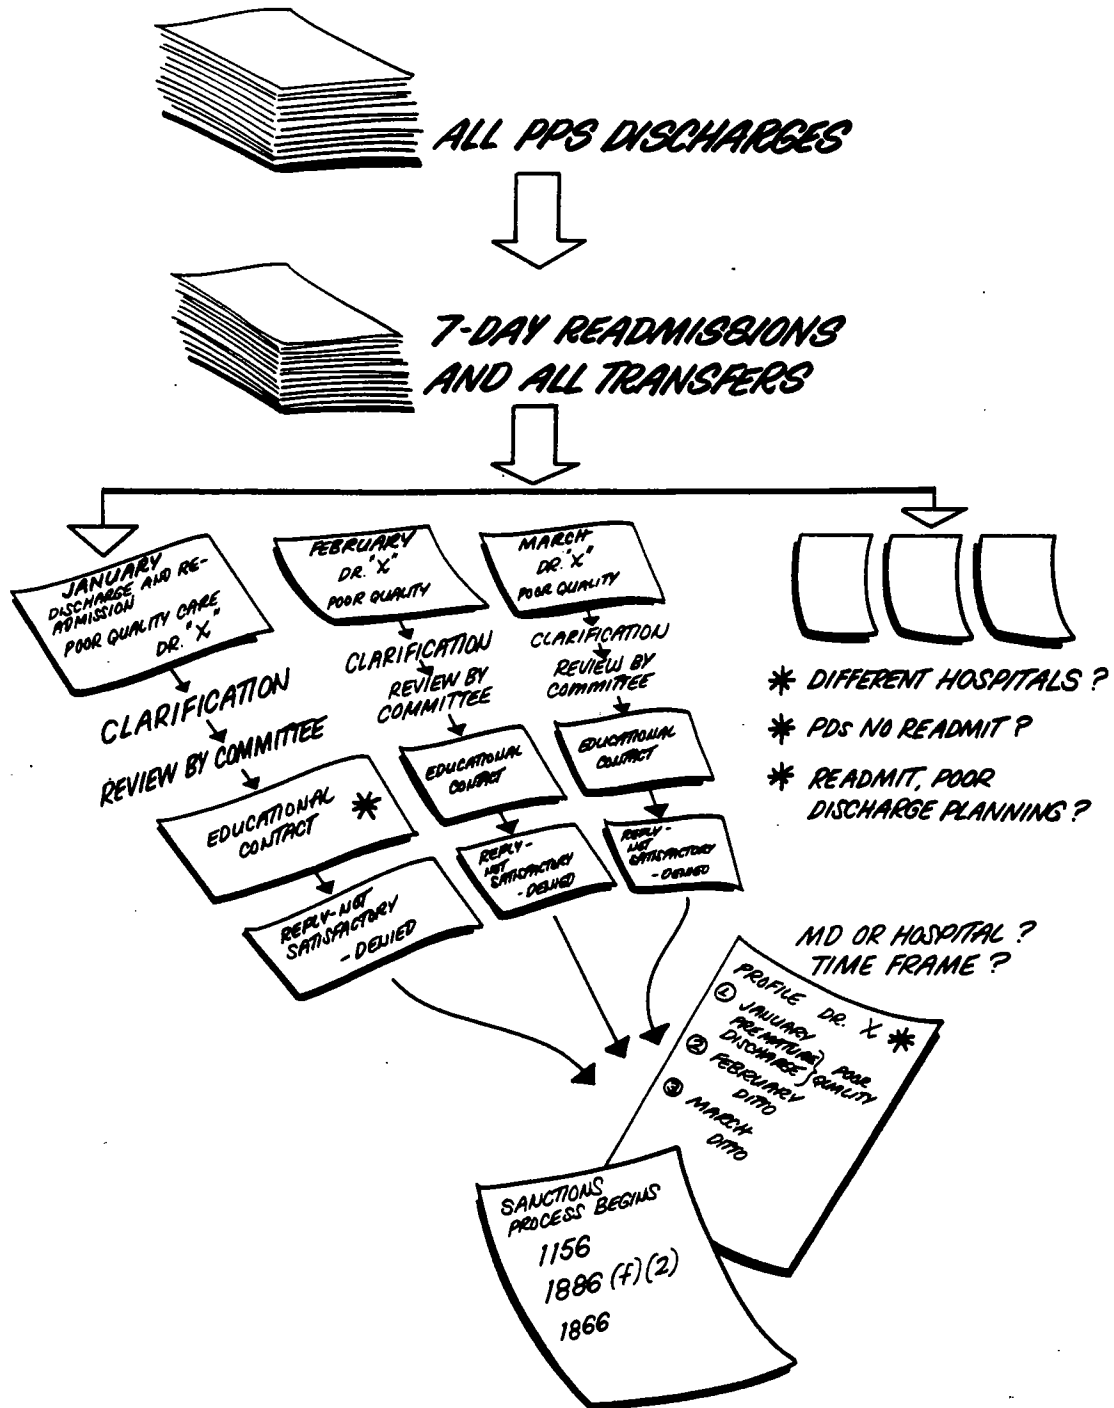 ALL PPS DISCHARGES
7-DAY READMISSIONS
AND ALL TRANSFERS
JANUARY
DISCHARGE AND RE-
ADMISSION
POOR QUALITY CARE
DR. "X"
CLARIFICATION
REVIEW BY COMMITTEE
EDUCATIONAL *
CONTACT
REPLY-NOT
SATISFACTORY
- DENIED
FEBRUARY
DR. "X"
POOR QUALITY
CLARIFICATION
REVIEW BY
COMMITTEE
EDUCATIONAL
CONTACT
REPLY-
NOT
SATISFACTORY
- DENIED
MARCH
DR. "X"
POOR QUALITY
CLARIFICATION
REVIEW BY
COMMITTEE
EDUCATIONAL
CONTACT
REPLY-
NOT
SATISFACTORY
- DENIED
* DIFFERENT HOSPITALS ?
* PDs NO READMIT ?
* READMIT, POOR
DISCHARGE PLANNING ?
MD OR HOSPITAL ?
TIME FRAME ?
PROFILE DR. X *
① JANUARY
PREMATURE
DISCHARGE } POOR
QUALITY
② FEBRUARY
DITTO
③ MARCH
DITTO
SANCTIONS
PROCESS BEGINS
1156
1886 (f)(2)
1866